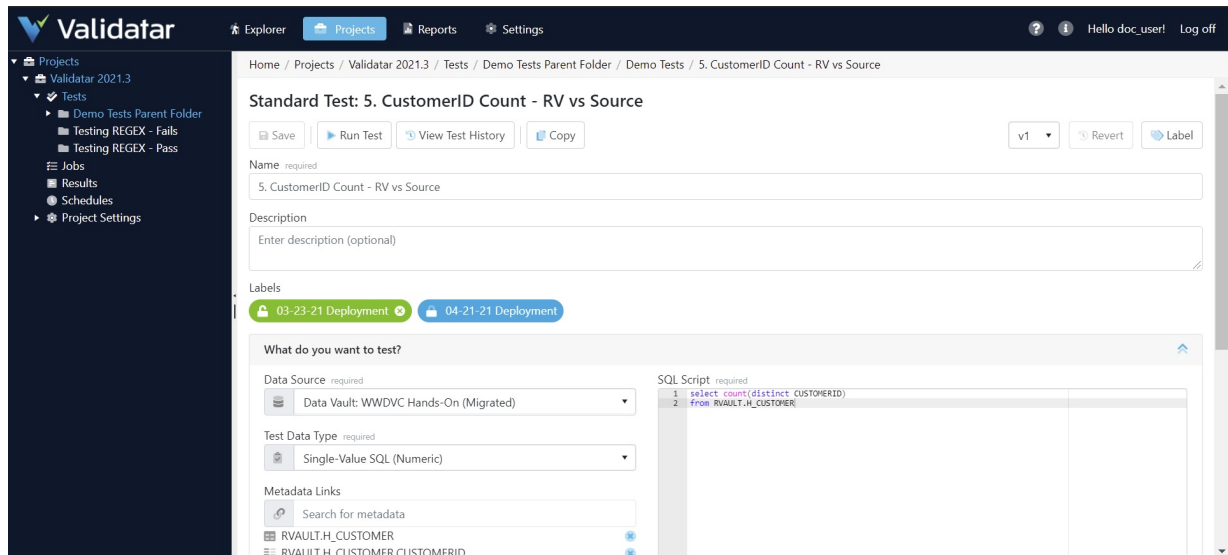 Validatar
Explorer Projects Reports Settings
? i Hello doc_user! Log off
Projects
Validatar 2021.3
Tests
Demo Tests Parent Folder
Testing REGEX - Fails
Testing REGEX - Pass
Jobs
Results
Schedules
Project Settings
Home / Projects / Validatar 2021.3 / Tests / Demo Tests Parent Folder / Demo Tests / 5. CustomerID Count - RV vs Source
Standard Test: 5. CustomerID Count - RV vs Source
Save Run Test View Test History Copy v1 Revert Label
Name required
5. CustomerID Count - RV vs Source
Description
Enter description (optional)
Labels
03-23-21 Deployment 04-21-21 Deployment
What do you want to test?
Data Source required
Data Vault: WWDVC Hands-On (Migrated)
Test Data Type required
Single-Value SQL (Numeric)
Metadata Links
Search for metadata
RVAULT.H_CUSTOMER
RVAULT.H_CUSTOMER.CUSTOMERID
SQL Script required
1 select count(distinct CUSTOMERID)
2 from RVAULT.H_CUSTOMER